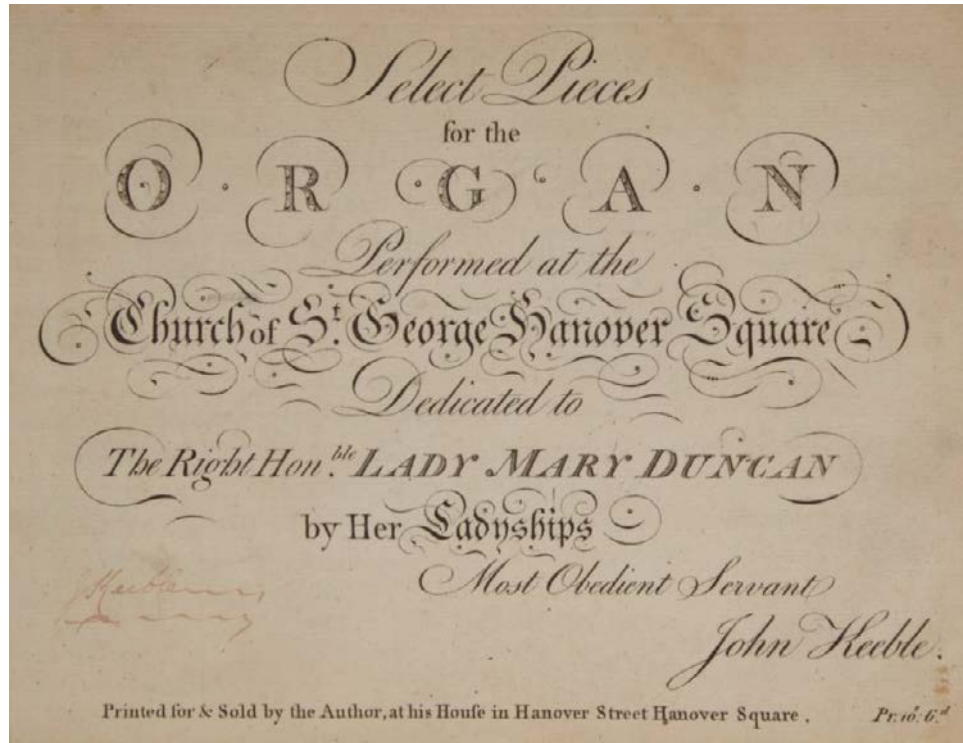 Select Pieces
for the
O · R · G · A · N
Performed at the
Church of St. George Hanover Square
Dedicated to
The Right Hon.ble LADY MARY DUNCAN
by Her Ladyships
Most Obedient Servant
John Keeble.
J Keeble
Printed for & Sold by the Author, at his House in Hanover Street Hanover Square.
Pr. 10s. 6d